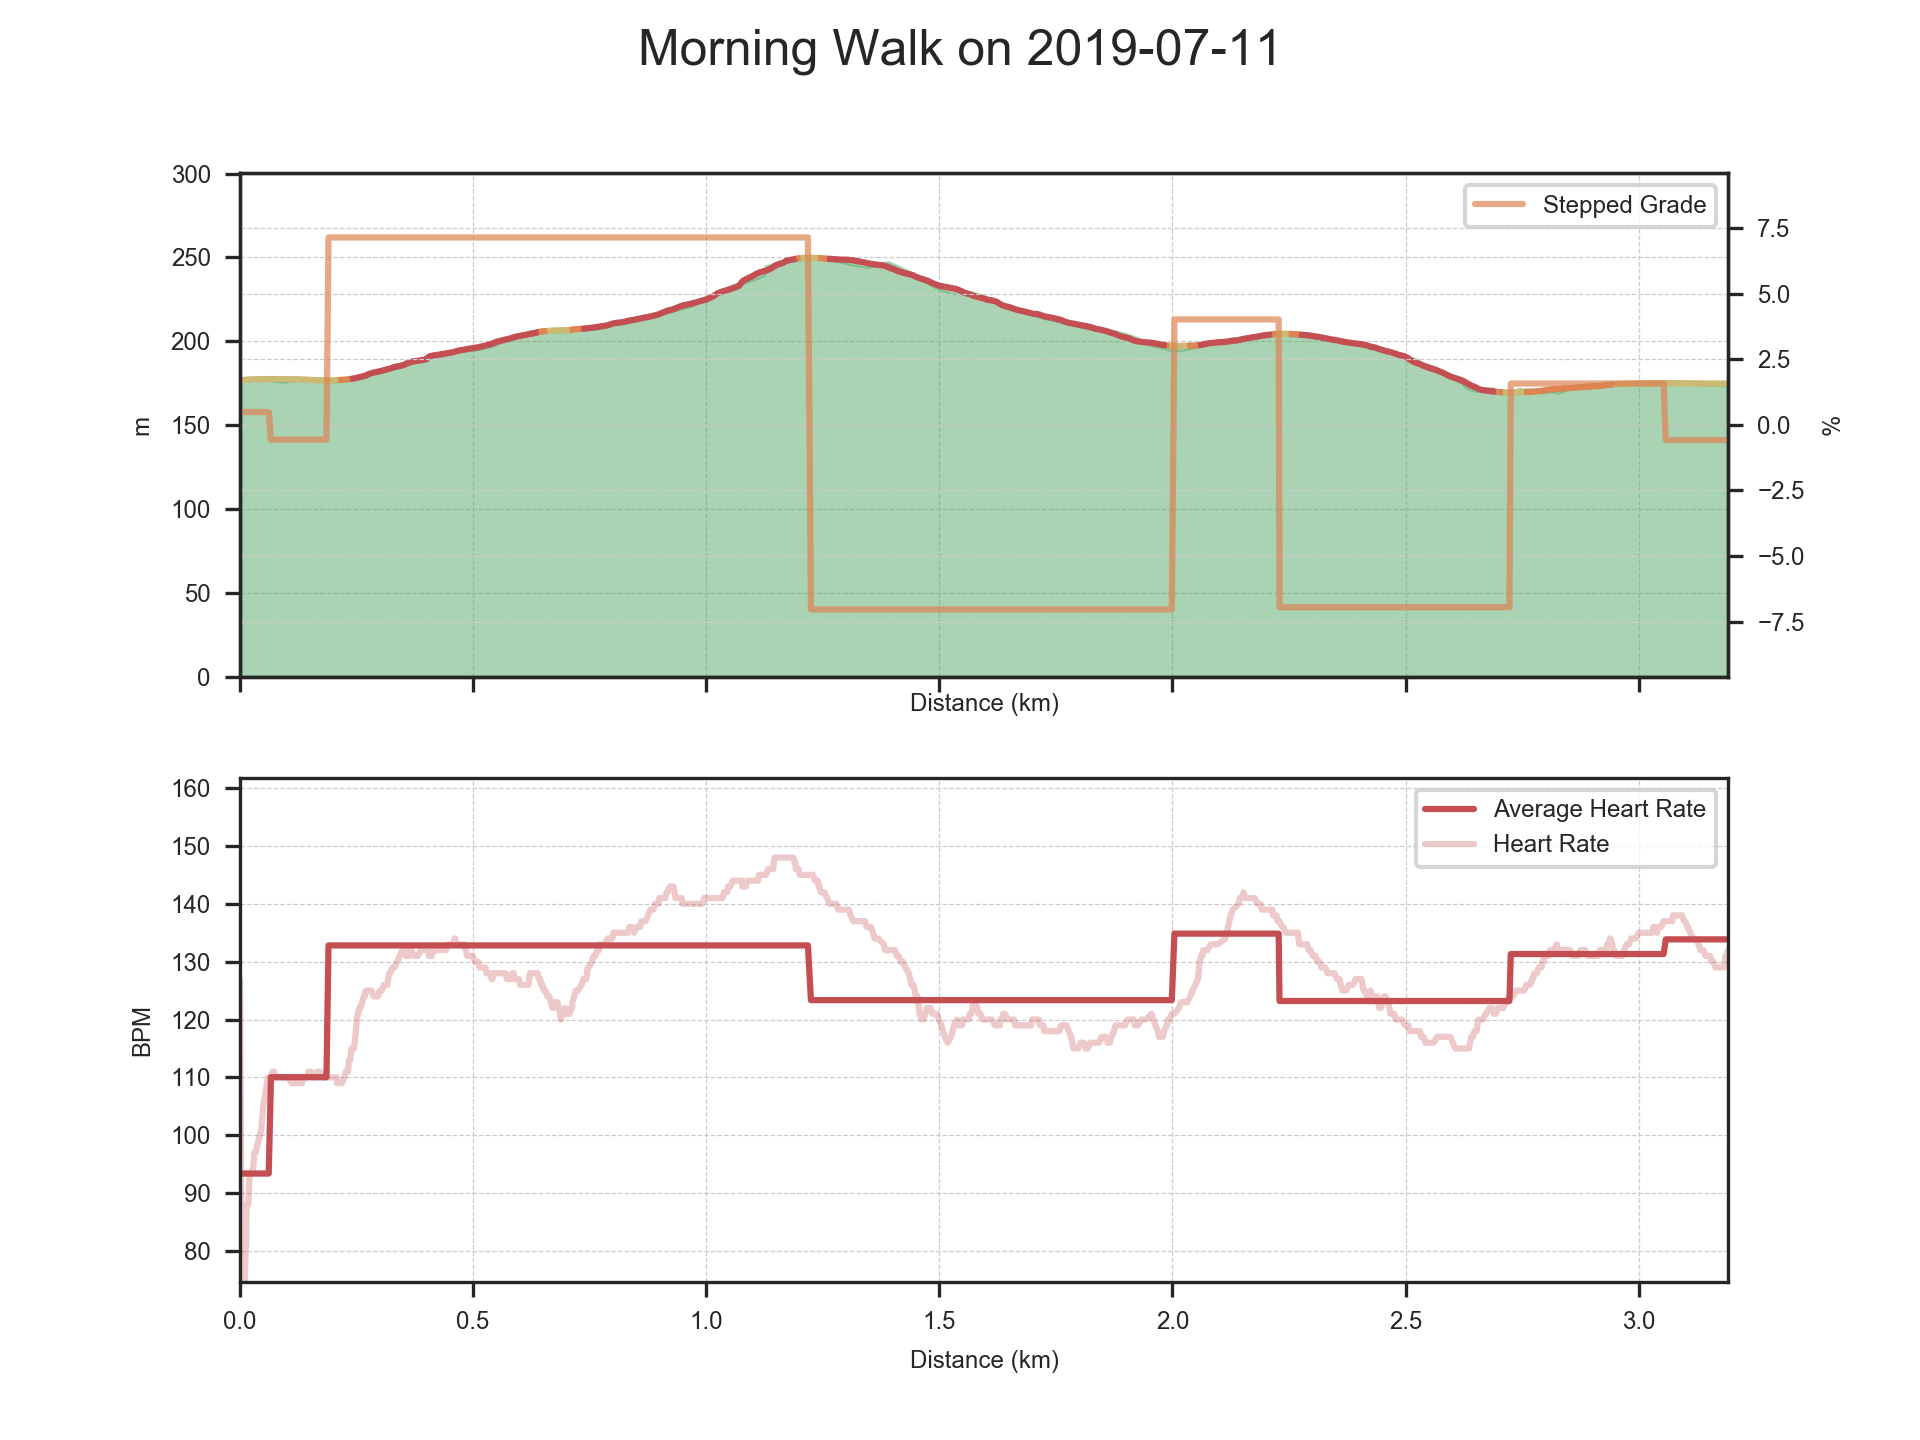 Morning Walk on 2019-07-11
300
250
200
150
100
50
0
m
Stepped Grade
7.5
5.0
2.5
0.0
−2.5
−5.0
−7.5
%
Distance (km)
160
150
140
130
120
110
100
90
80
BPM
Average Heart Rate
Heart Rate
0.0 0.5 1.0 1.5 2.0 2.5 3.0
Distance (km)